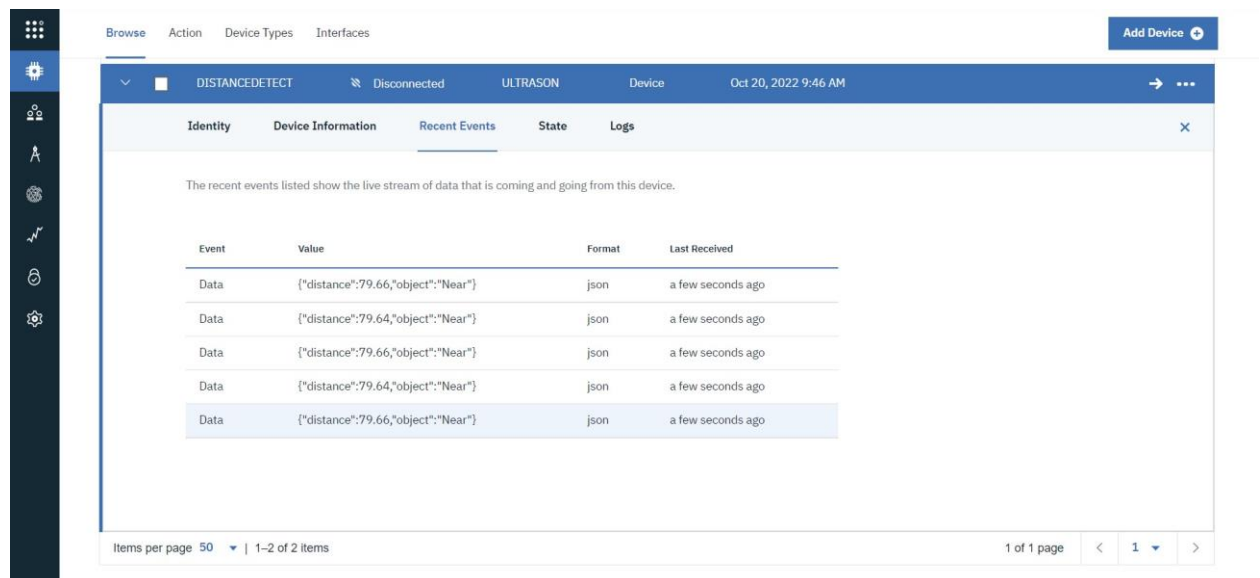 Browse Action Device Types Interfaces Add Device
DISTANCEDETECT Disconnected ULTRASON Device Oct 20, 2022 9:46 AM
Identity Device Information Recent Events State Logs
The recent events listed show the live stream of data that is coming and going from this device.
Event Value Format Last Received
Data {"distance":79.66,"object":"Near"} json a few seconds ago
Data {"distance":79.64,"object":"Near"} json a few seconds ago
Data {"distance":79.66,"object":"Near"} json a few seconds ago
Data {"distance":79.64,"object":"Near"} json a few seconds ago
Data {"distance":79.66,"object":"Near"} json a few seconds ago
Items per page 50 | 1–2 of 2 items 1 of 1 page 1